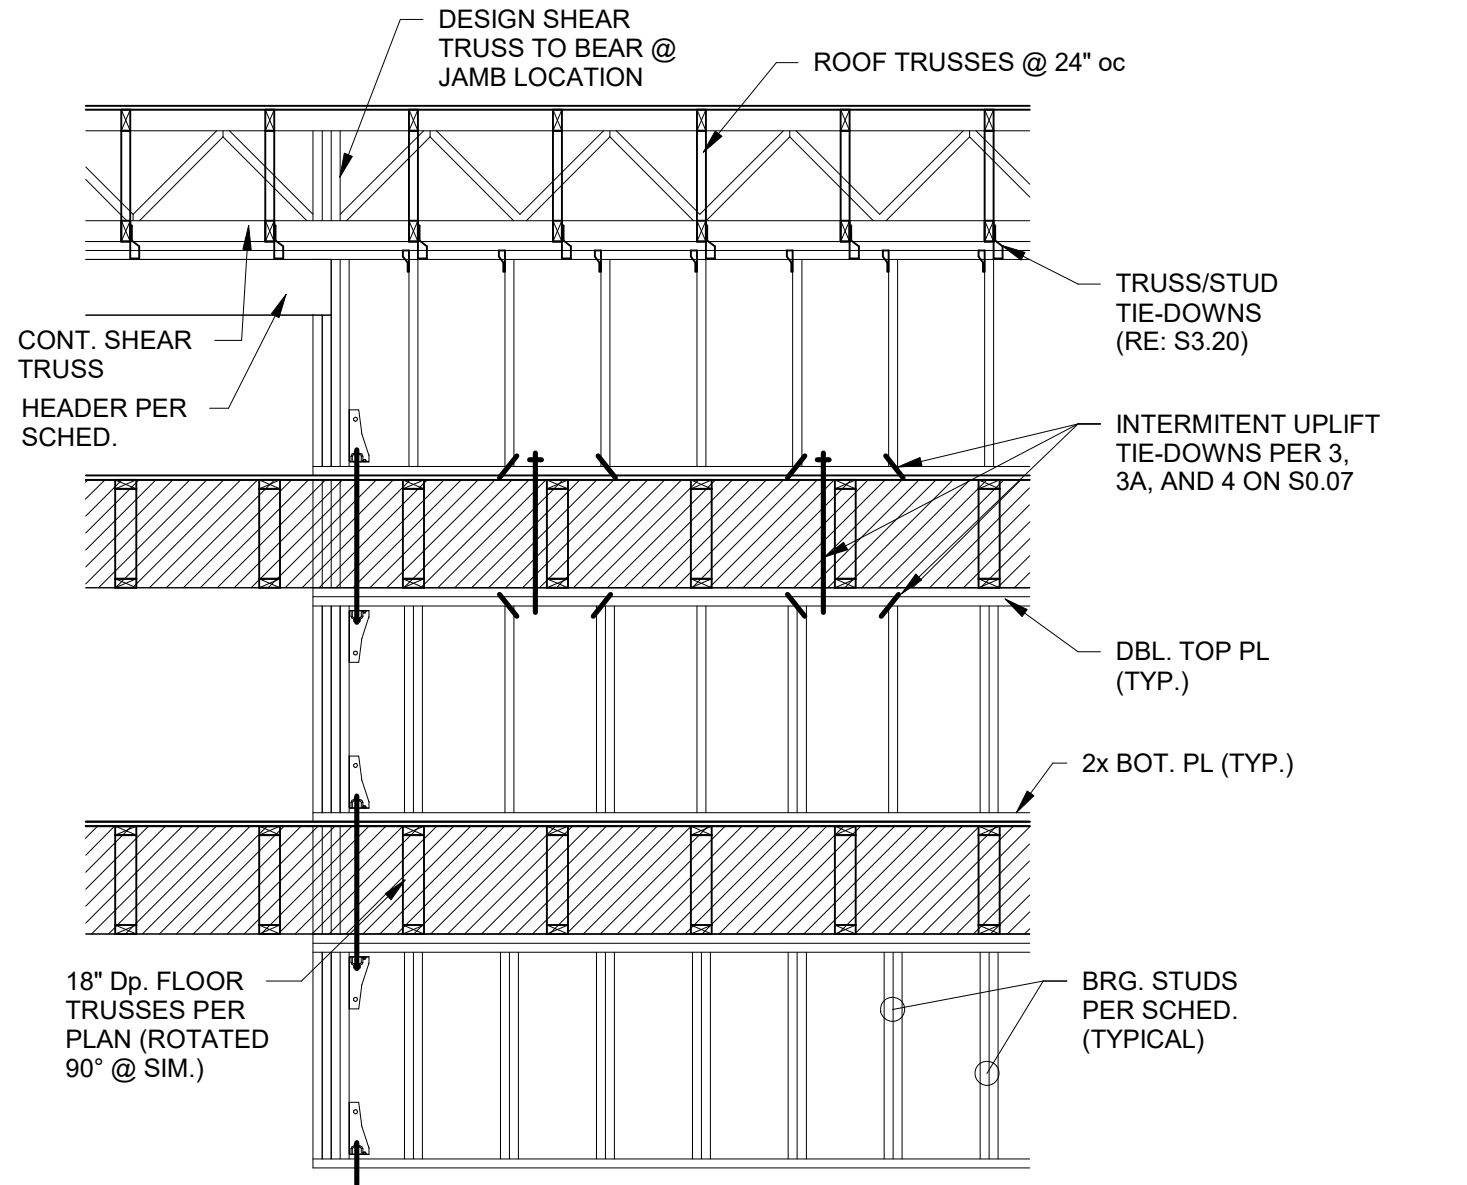 DESIGN SHEAR
TRUSS TO BEAR @
JAMB LOCATION
ROOF TRUSSES @ 24" oc
TRUSS/STUD
TIE-DOWNS
(RE: S3.20)
CONT. SHEAR
TRUSS
HEADER PER
SCHED.
INTERMITENT UPLIFT
TIE-DOWNS PER 3,
3A, AND 4 ON S0.07
DBL. TOP PL
(TYP.)
2x BOT. PL (TYP.)
18" Dp. FLOOR
TRUSSES PER
PLAN (ROTATED
90° @ SIM.)
BRG. STUDS
PER SCHED.
(TYPICAL)